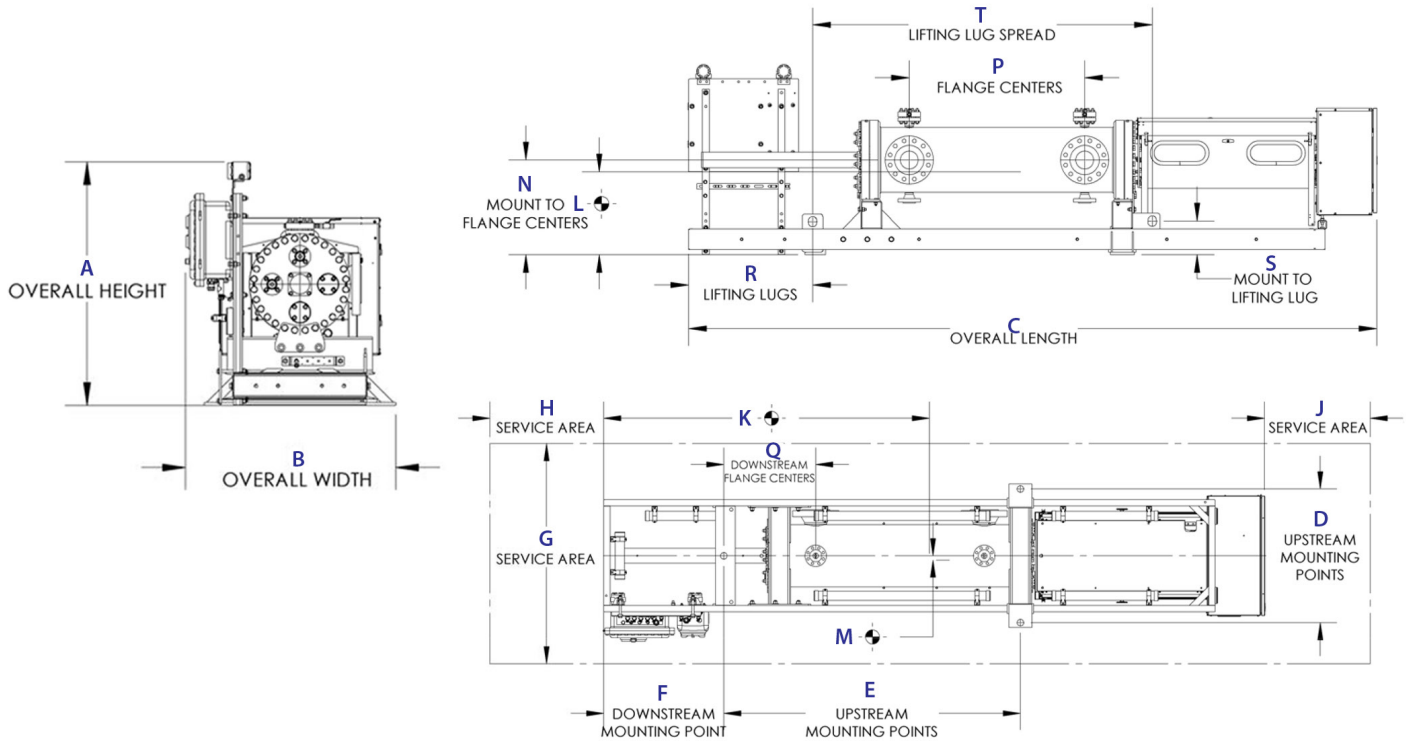 A
OVERALL HEIGHT
B
OVERALL WIDTH
T
LIFTING LUG SPREAD
P
FLANGE CENTERS
N
MOUNT TO
FLANGE CENTERS
L
R
LIFTING LUGS
S
MOUNT TO
LIFTING LUG
C
OVERALL LENGTH
H
SERVICE AREA
K
J
SERVICE AREA
Q
DOWNSTREAM
FLANGE CENTERS
G
SERVICE AREA
D
UPSTREAM
MOUNTING
POINTS
M
F
DOWNSTREAM
MOUNTING POINT
E
UPSTREAM
MOUNTING POINTS